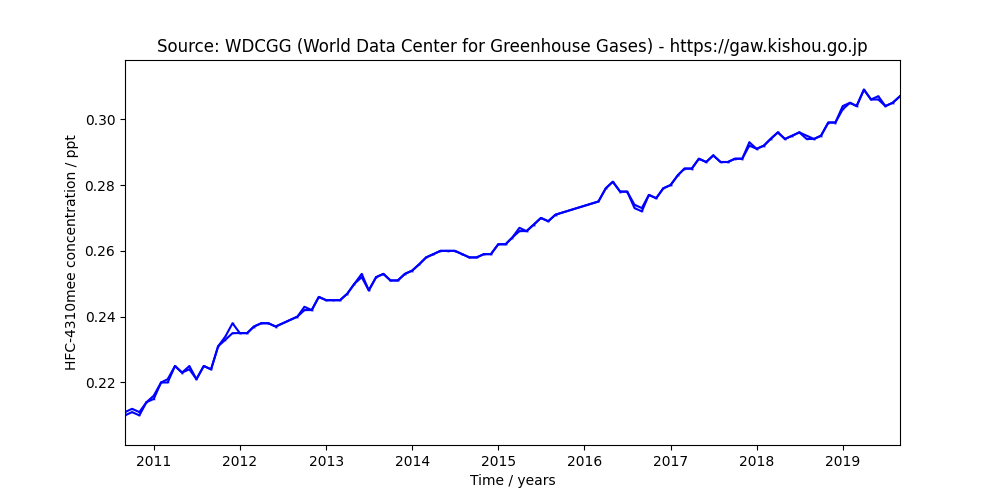 Source: WDCGG (World Data Center for Greenhouse Gases) - https://gaw.kishou.go.jp
HFC-4310mee concentration / ppt
0.30
0.28
0.26
0.24
0.22
2011 2012 2013 2014 2015 2016 2017 2018 2019
Time / years